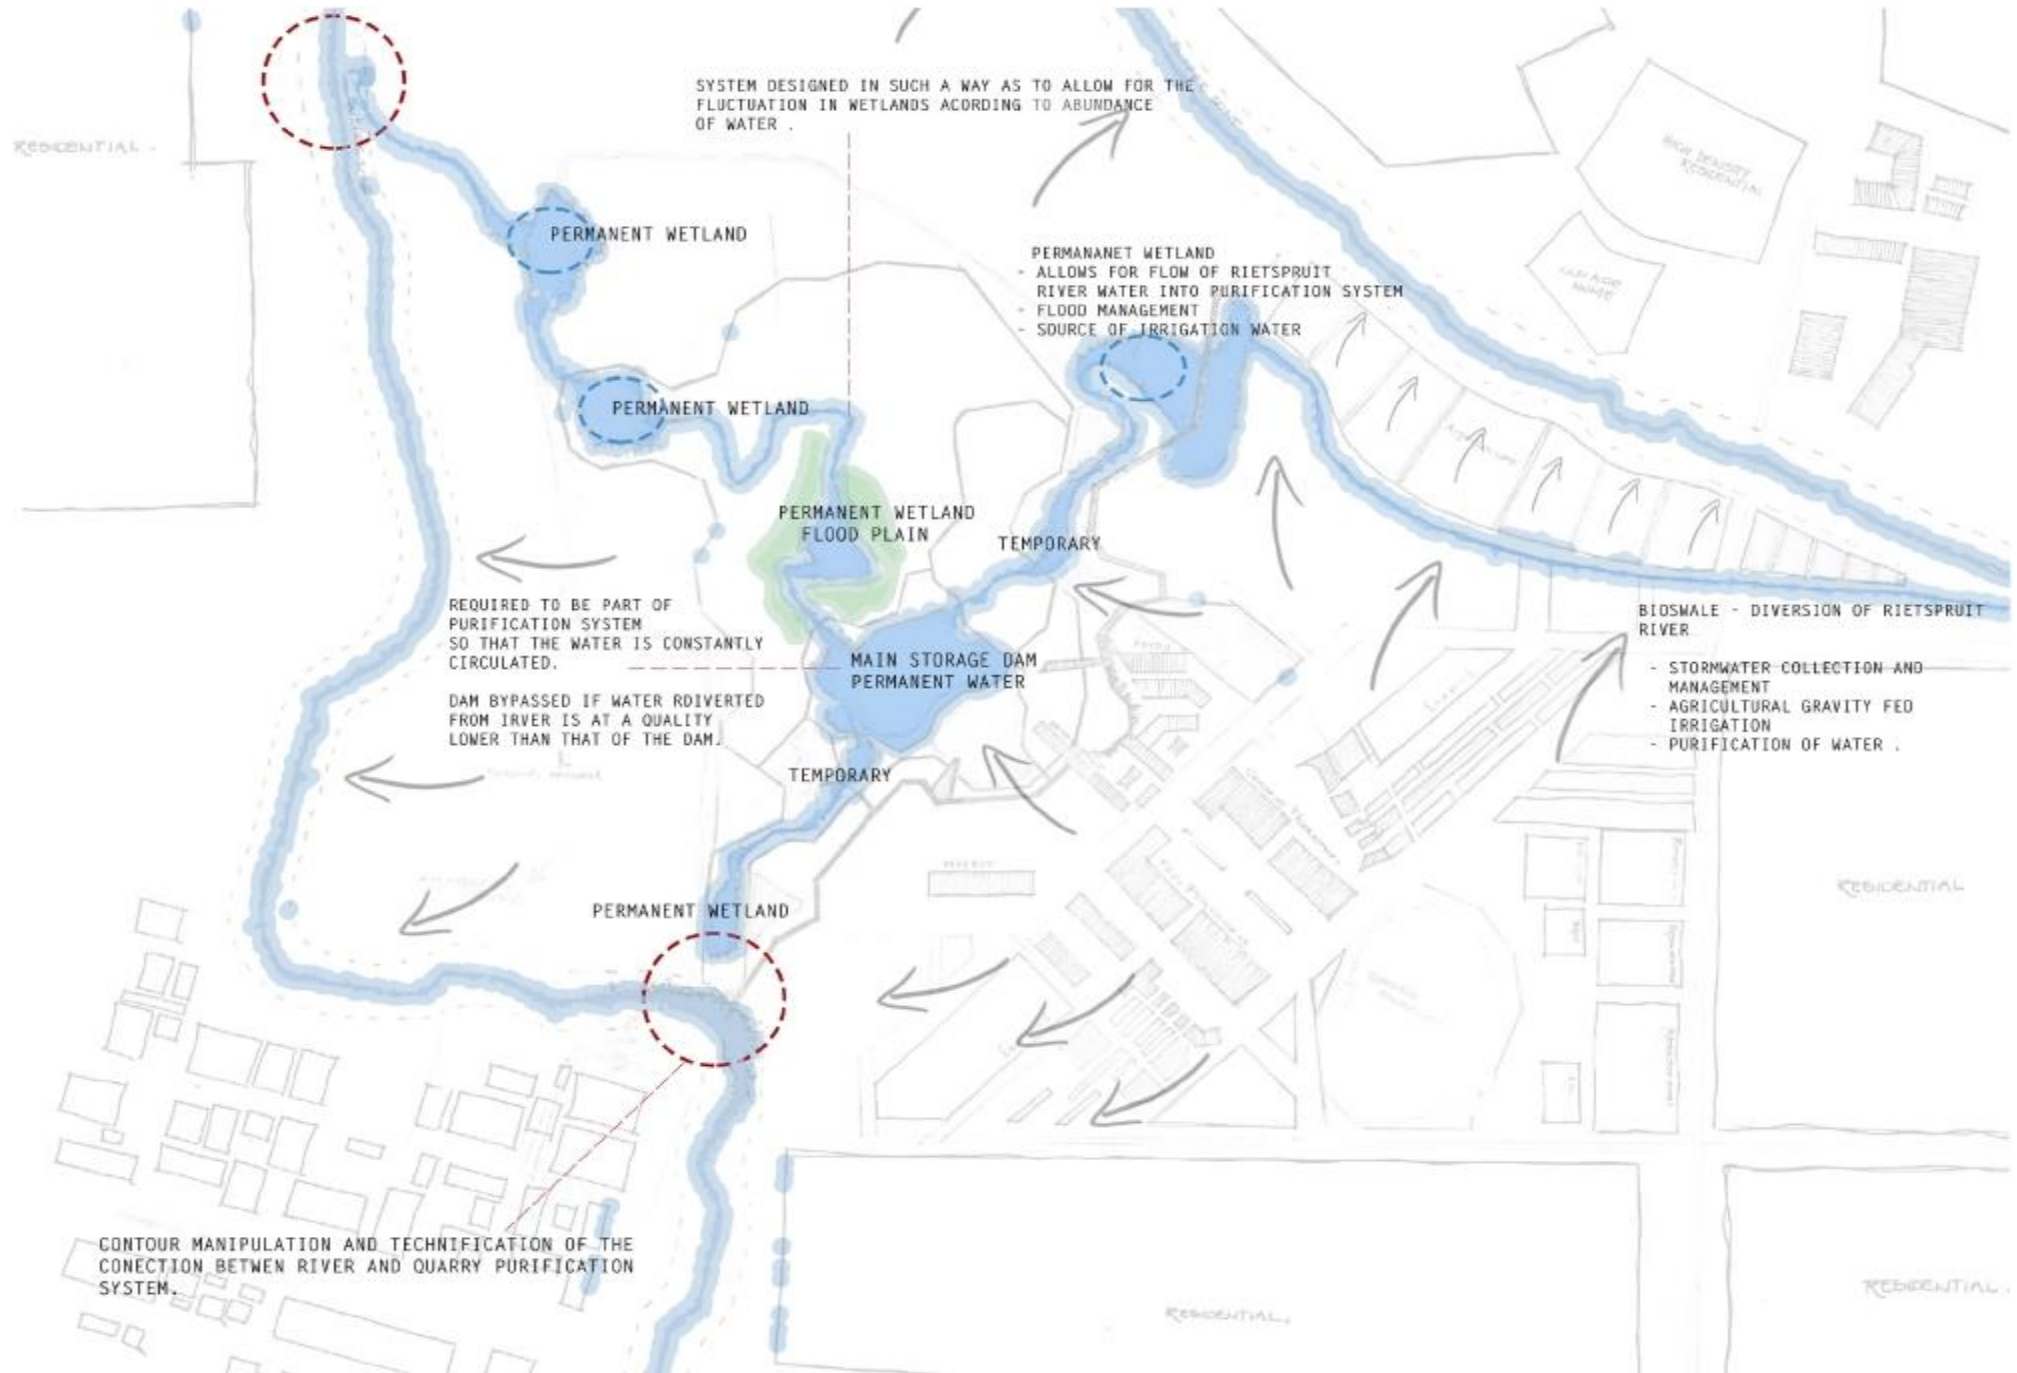 SYSTEM DESIGNED IN SUCH A WAY AS TO ALLOW FOR THE
FLUCTUATION IN WETLANDS ACORDING TO ABUNDANCE
OF WATER .
RESIDENTIAL .
HIGH DENSITY
RESIDENTIAL
PERMANENT WETLAND
PERMANANET WETLAND
- ALLOWS FOR FLOW OF RIETSPRUIT
RIVER WATER INTO PURIFICATION SYSTEM
- FLOOD MANAGEMENT
- SOURCE OF IRRIGATION WATER
PERMANENT WETLAND
PERMANENT WETLAND
FLOOD PLAIN
TEMPORARY
REQUIRED TO BE PART OF
PURIFICATION SYSTEM
SO THAT THE WATER IS CONSTANTLY
CIRCULATED.
DAM BYPASSED IF WATER RDIVERTED
FROM IRVER IS AT A QUALITY
LOWER THAN THAT OF THE DAM.
MAIN STORAGE DAM
PERMANENT WATER
BIOSWALE - DIVERSION OF RIETSPRUIT
RIVER
- STORMWATER COLLECTION AND
MANAGEMENT
- AGRICULTURAL GRAVITY FED
IRRIGATION
- PURIFICATION OF WATER .
TEMPORARY
PERMANENT WETLAND
RESIDENTIAL
CONTOUR MANIPULATION AND TECHNIFICATION OF THE
CONECTION BETWEN RIVER AND QUARRY PURIFICATION
SYSTEM.
RESIDENTIAL.
RESIDENTIAL.